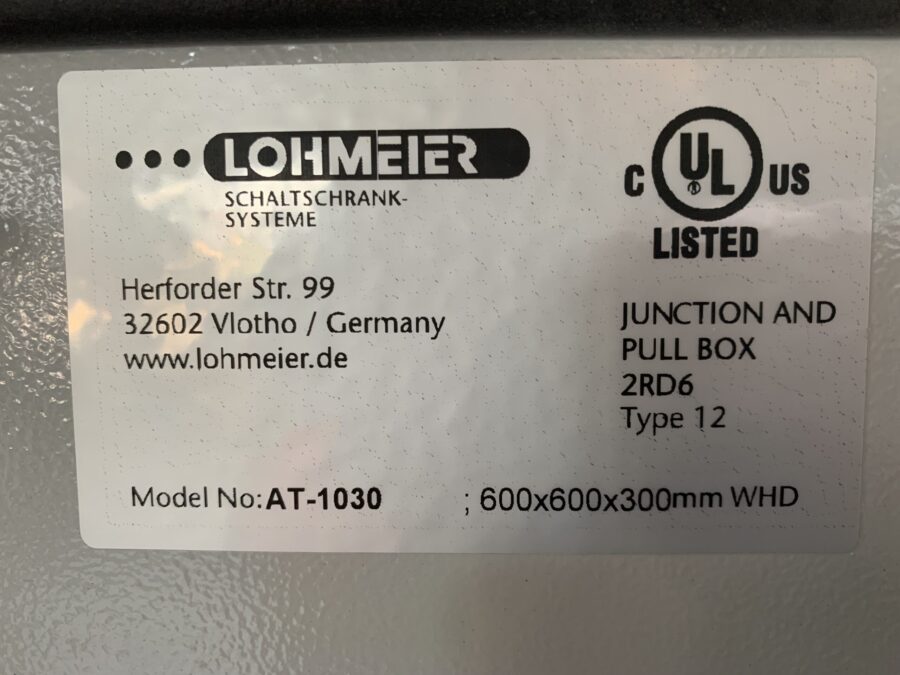 LOHMEIER
SCHALTSCHRANK-
SYSTEME
Herforder Str. 99
32602 Vlotho / Germany
www.lohmeier.de
C UL US
LISTED
JUNCTION AND
PULL BOX
2RD6
Type 12
Model No: AT-1030 ; 600x600x300mm WHD